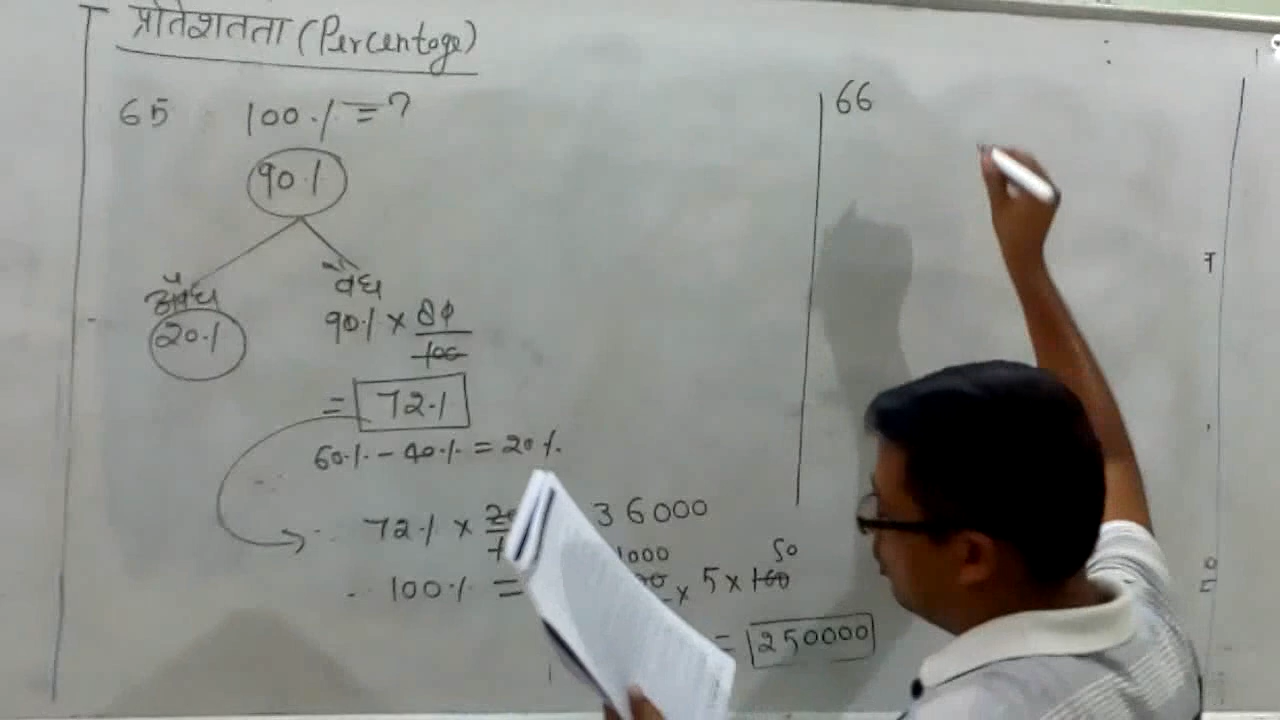 प्रतिशतता (Percentage)
65 100% = ?
90%
अवैध वैध
20% 90% × 80/100
= 72%
60% - 40% = 20%
72% × 36000
1000 50
100% = × 5 × 100
= 250000
66